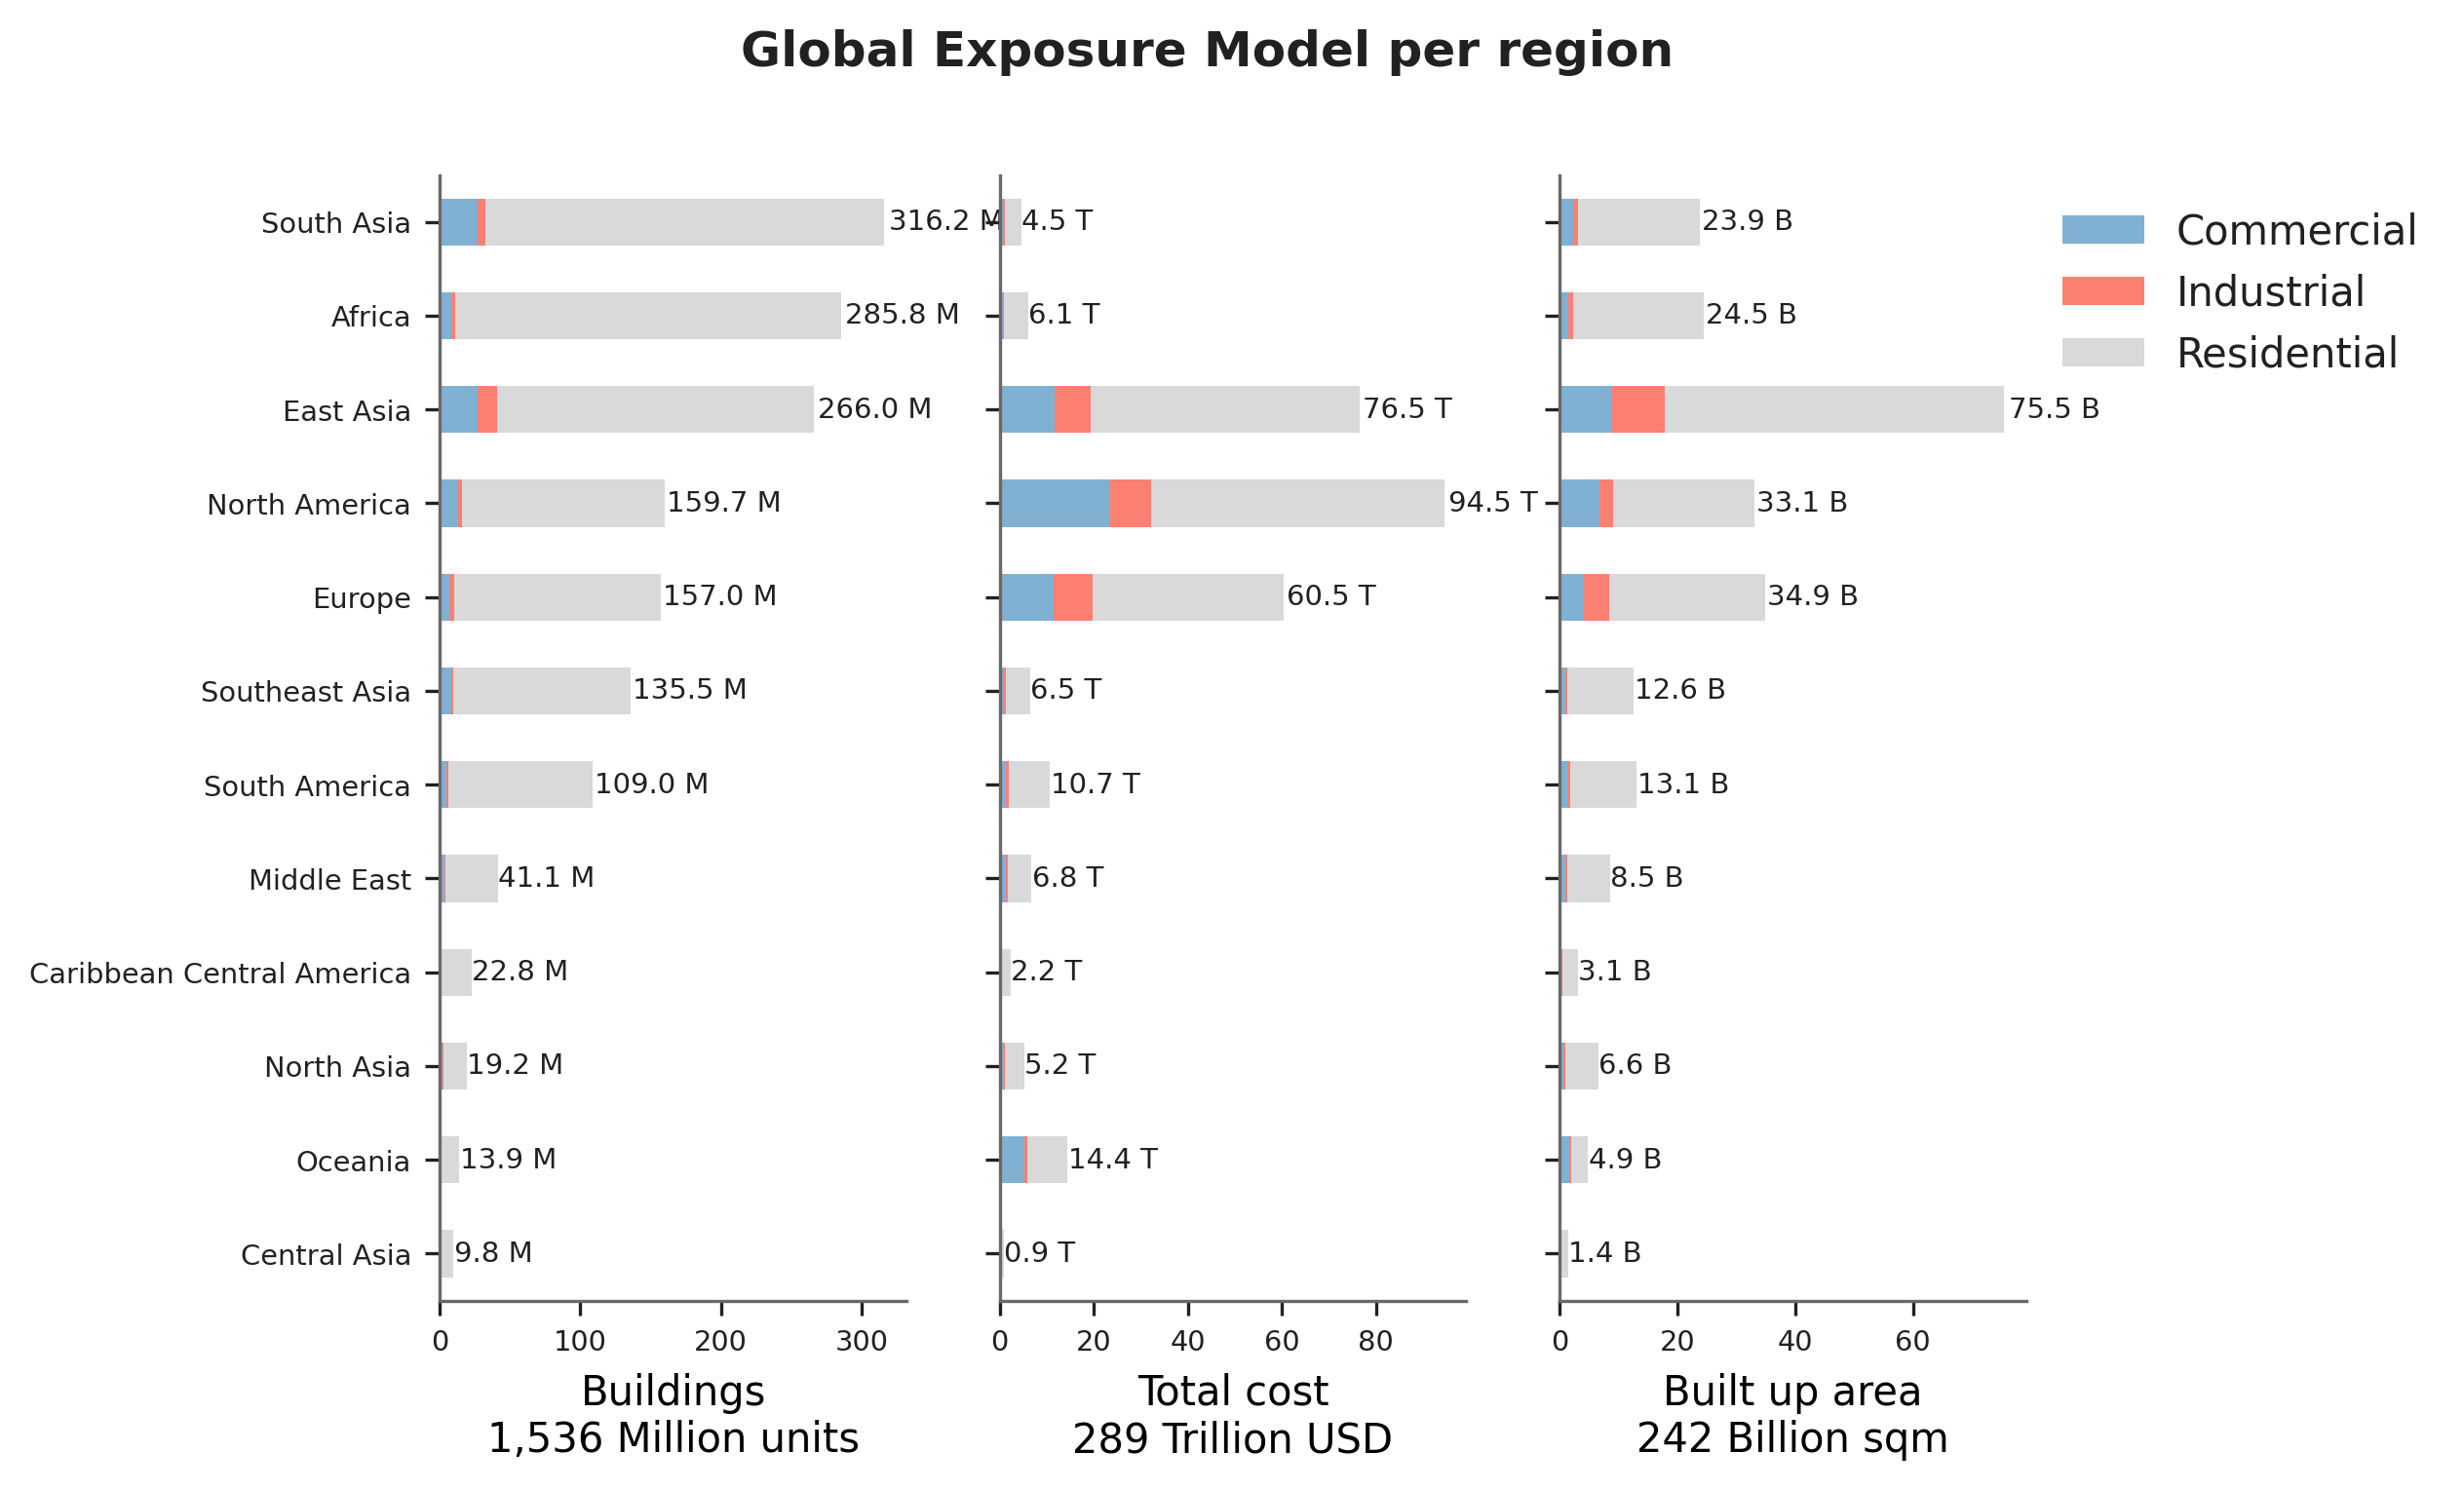 Global Exposure Model per region
South Asia 316.2 M 4.5 T 23.9 B
Africa 285.8 M 6.1 T 24.5 B
East Asia 266.0 M 76.5 T 75.5 B
North America 159.7 M 94.5 T 33.1 B
Europe 157.0 M 60.5 T 34.9 B
Southeast Asia 135.5 M 6.5 T 12.6 B
South America 109.0 M 10.7 T 13.1 B
Middle East 41.1 M 6.8 T 8.5 B
Caribbean Central America 22.8 M 2.2 T 3.1 B
North Asia 19.2 M 5.2 T 6.6 B
Oceania 13.9 M 14.4 T 4.9 B
Central Asia 9.8 M 0.9 T 1.4 B
0 100 200 300 0 20 40 60 80 0 20 40 60
Buildings
1,536 Million units
Total cost
289 Trillion USD
Built up area
242 Billion sqm
Commercial
Industrial
Residential